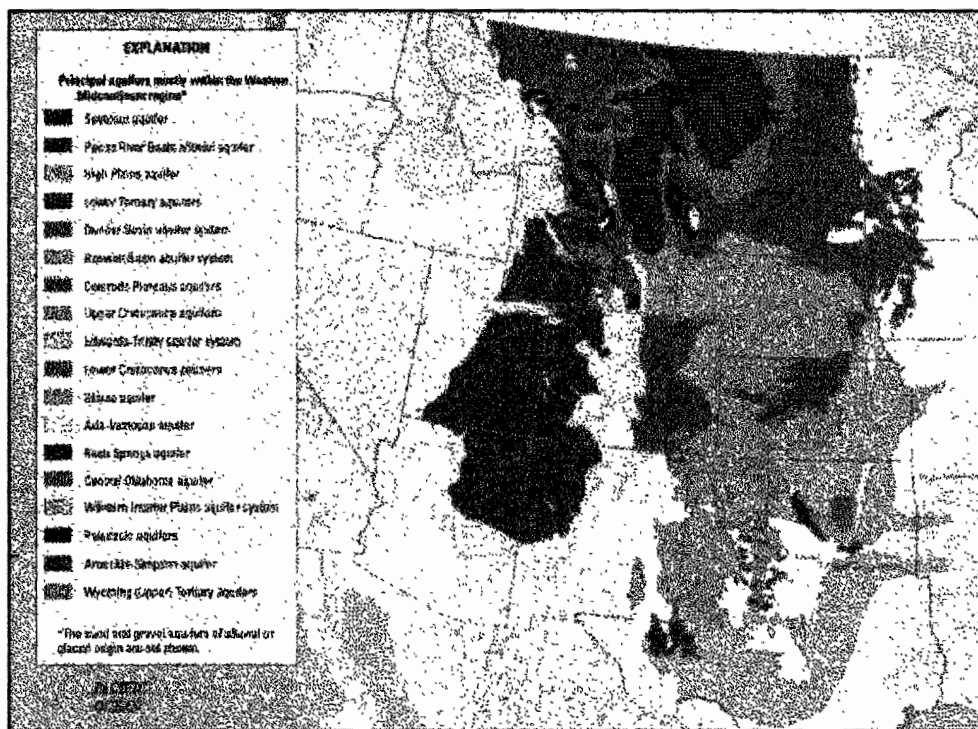 EXPLANATION
Principal aquifers mostly within the Western
Midcontinent region*
Seymour aquifer
Pecos River Basin alluvial aquifer
High Plains aquifer
Lower Tertiary aquifers
Denver Basin aquifer system
Roswell Basin aquifer system
Colorado Plateaus aquifers
Upper Cretaceous aquifers
Edwards-Trinity aquifer system
Lower Cretaceous aquifers
Blaine aquifer
Ada-Vamoosa aquifer
Rush Springs aquifer
Central Oklahoma aquifer
Western Interior Plains aquifer system
Paleozoic aquifers
Arbuckle-Simpson aquifer
Wyoming Upper Tertiary aquifers
*The sand and gravel aquifers of alluvial or
glacial origin are not shown.